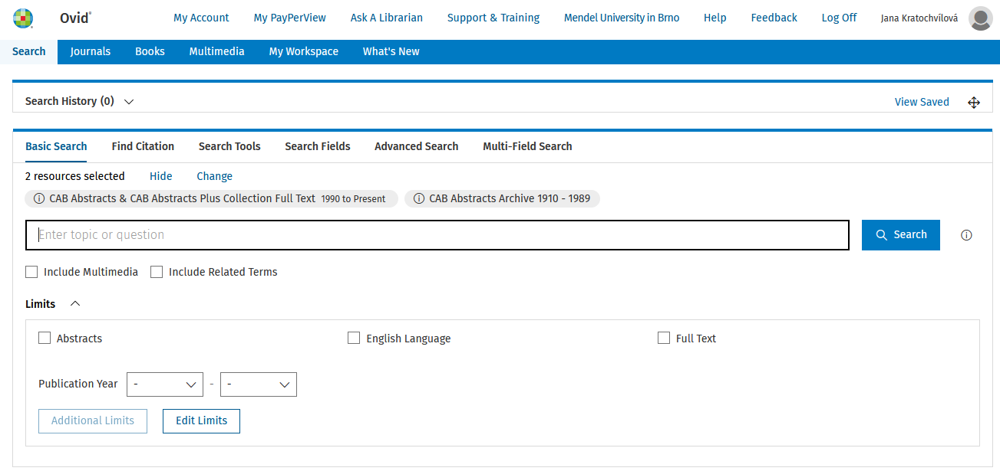 Ovid® My Account My PayPerView Ask A Librarian Support & Training Mendel University in Brno Help Feedback Log Off Jana Kratochvílová
Search Journals Books Multimedia My Workspace What's New
Search History (0) View Saved
Basic Search Find Citation Search Tools Search Fields Advanced Search Multi-Field Search
2 resources selected Hide Change
CAB Abstracts & CAB Abstracts Plus Collection Full Text 1990 to Present CAB Abstracts Archive 1910 - 1989
Enter topic or question Search
Include Multimedia Include Related Terms
Limits
Abstracts English Language Full Text
Publication Year - - -
Additional Limits Edit Limits